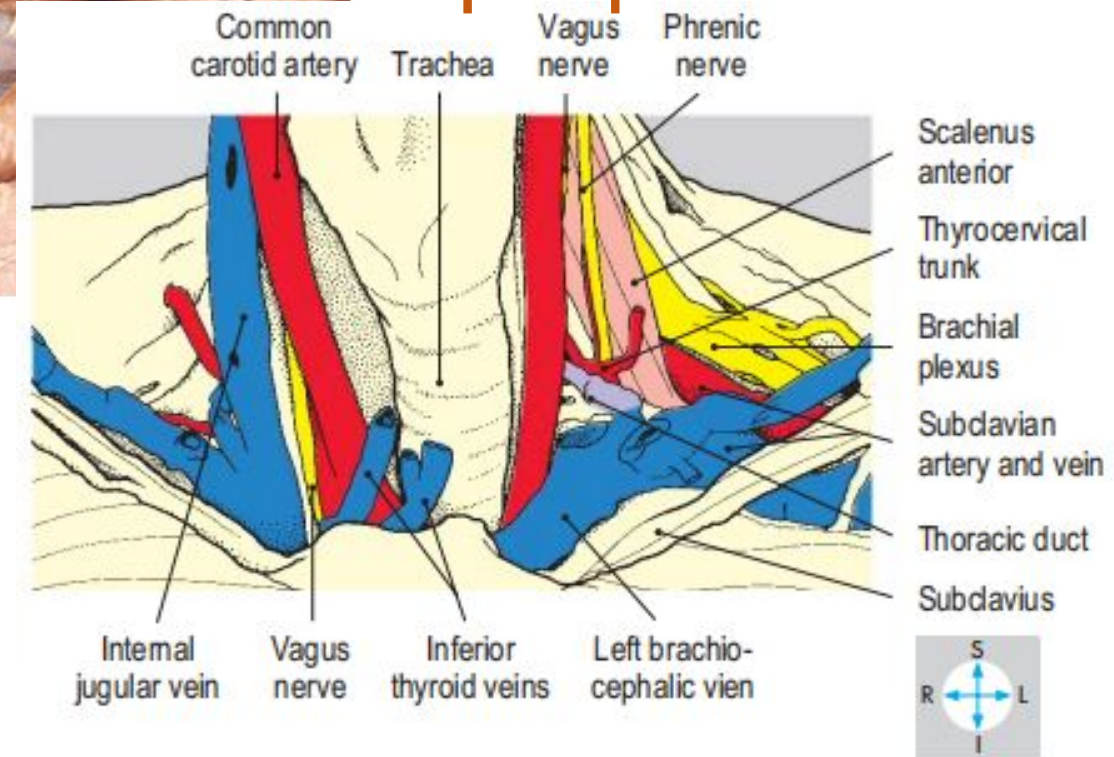 Common
carotid artery
Trachea
Vagus
nerve
Phrenic
nerve
Scalenus
anterior
Thyrocervical
trunk
Brachial
plexus
Subclavian
artery and vein
Thoracic duct
Subclavius
Internal
jugular vein
Vagus
nerve
Inferior
thyroid veins
Left brachio-
cephalic vien
S
R L
I